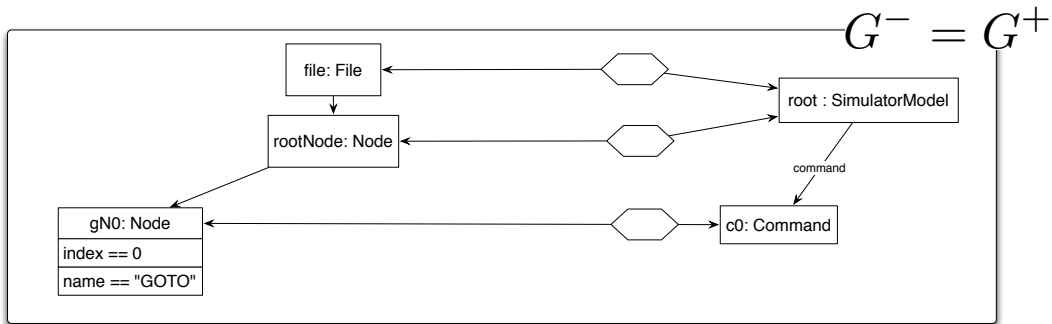 G⁻ = G⁺
file: File
root : SimulatorModel
rootNode: Node
command
gN0: Node
c0: Command
index == 0
name == "GOTO"